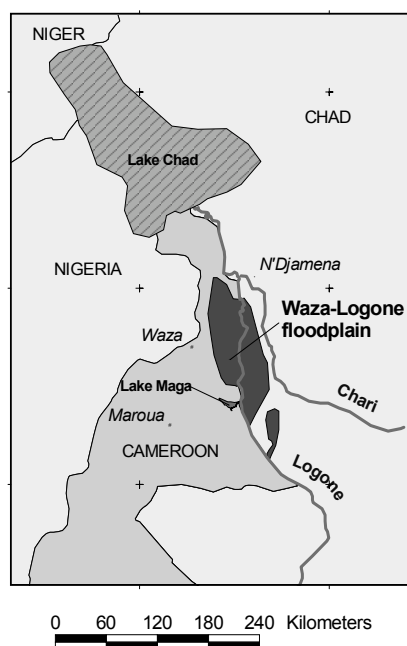 NIGER
CHAD
Lake Chad
NIGERIA
N'Djamena
Waza-Logone
floodplain
Waza
Lake Maga
Chari
Maroua
CAMEROON
Logone
0 60 120 180 240 Kilometers